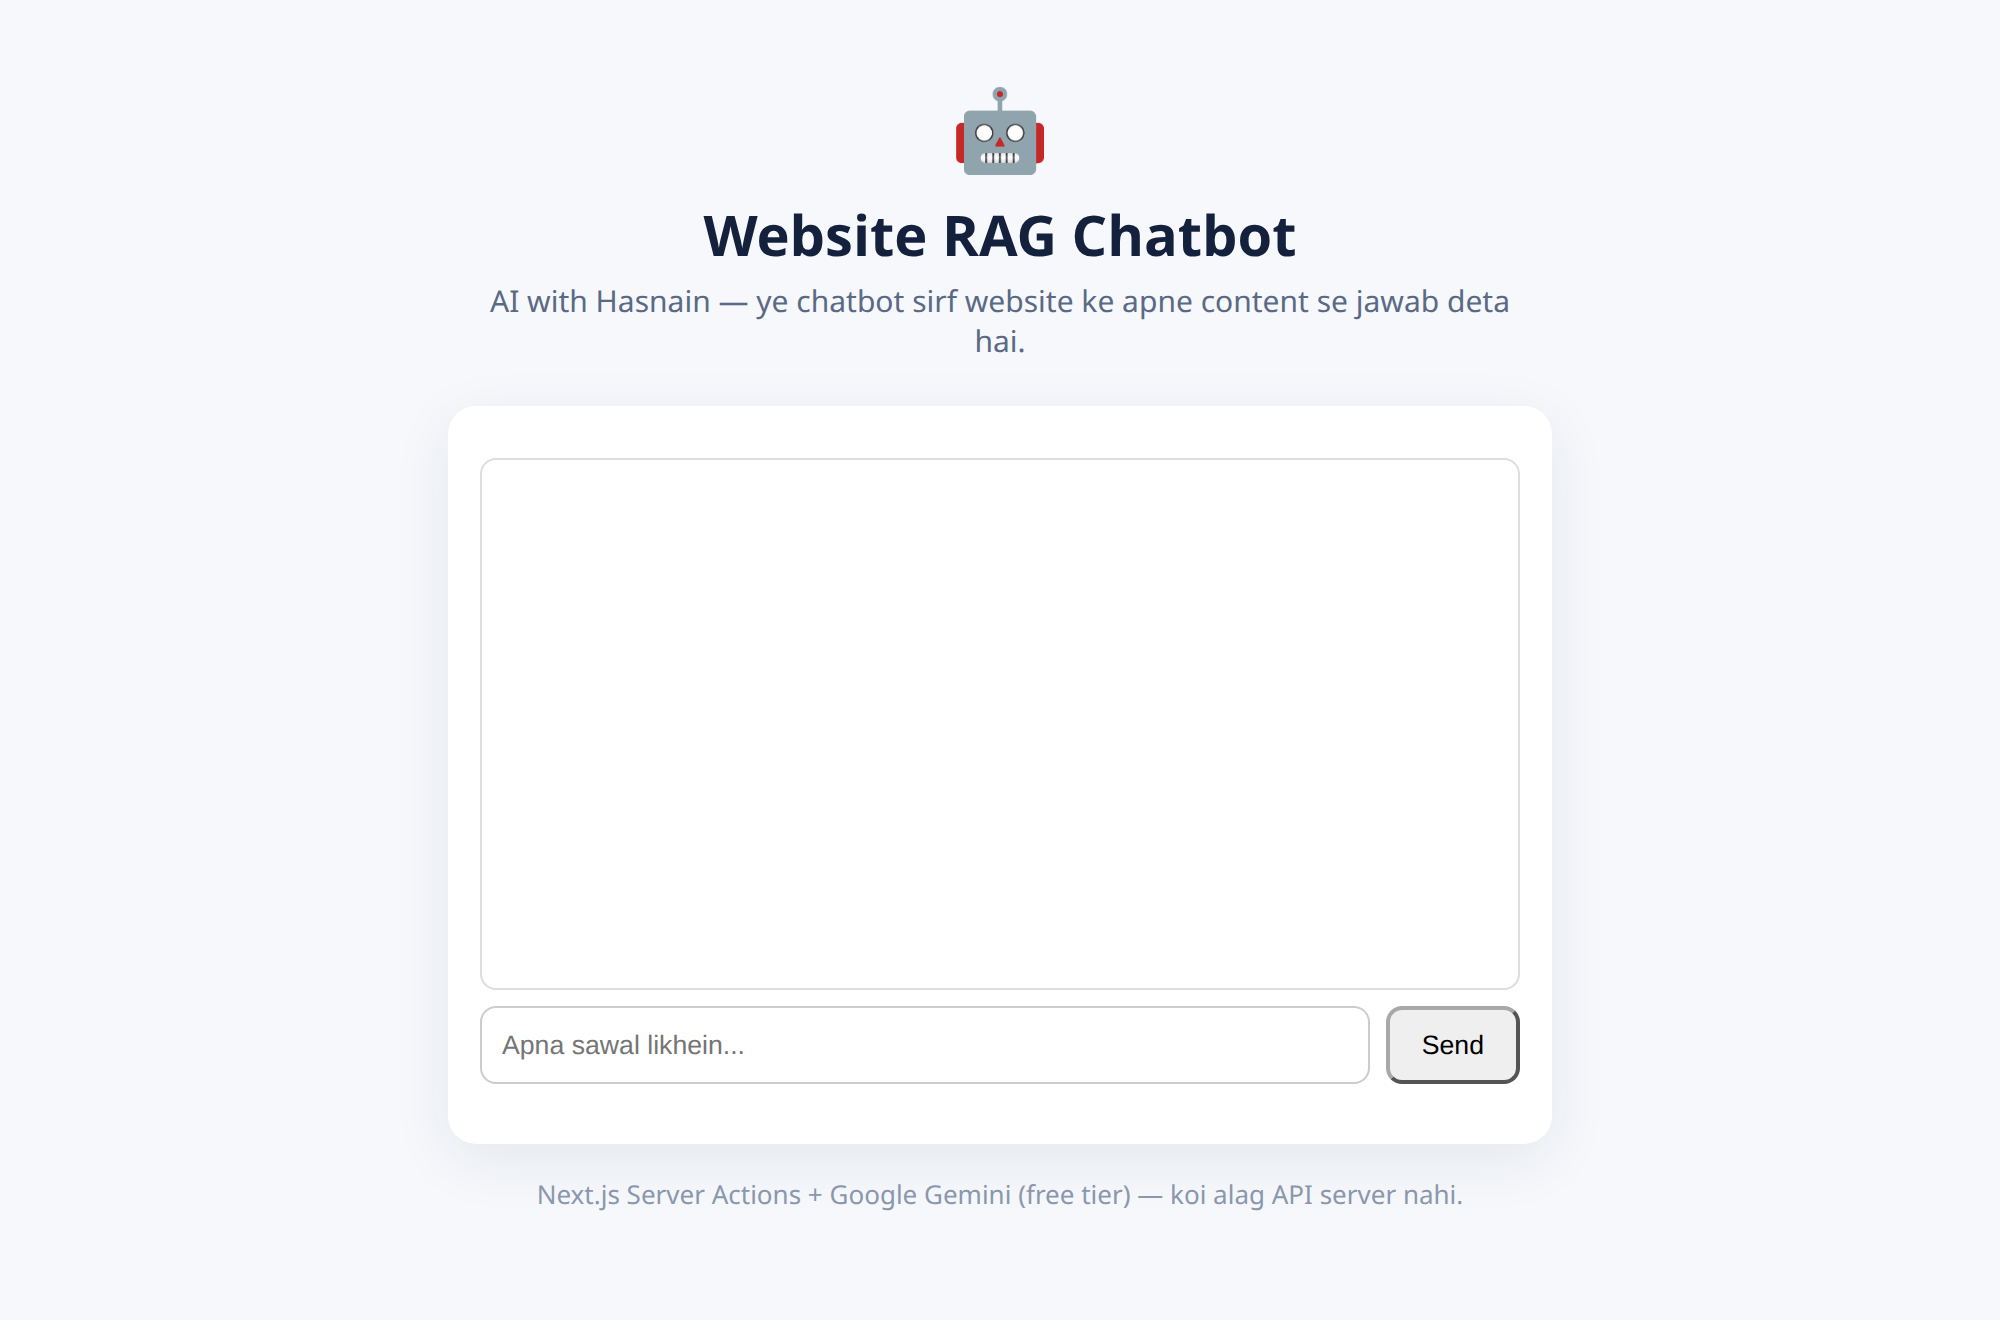 Website RAG Chatbot
AI with Hasnain — ye chatbot sirf website ke apne content se jawab deta
hai.
Apna sawal likhein...
Send
Next.js Server Actions + Google Gemini (free tier) — koi alag API server nahi.